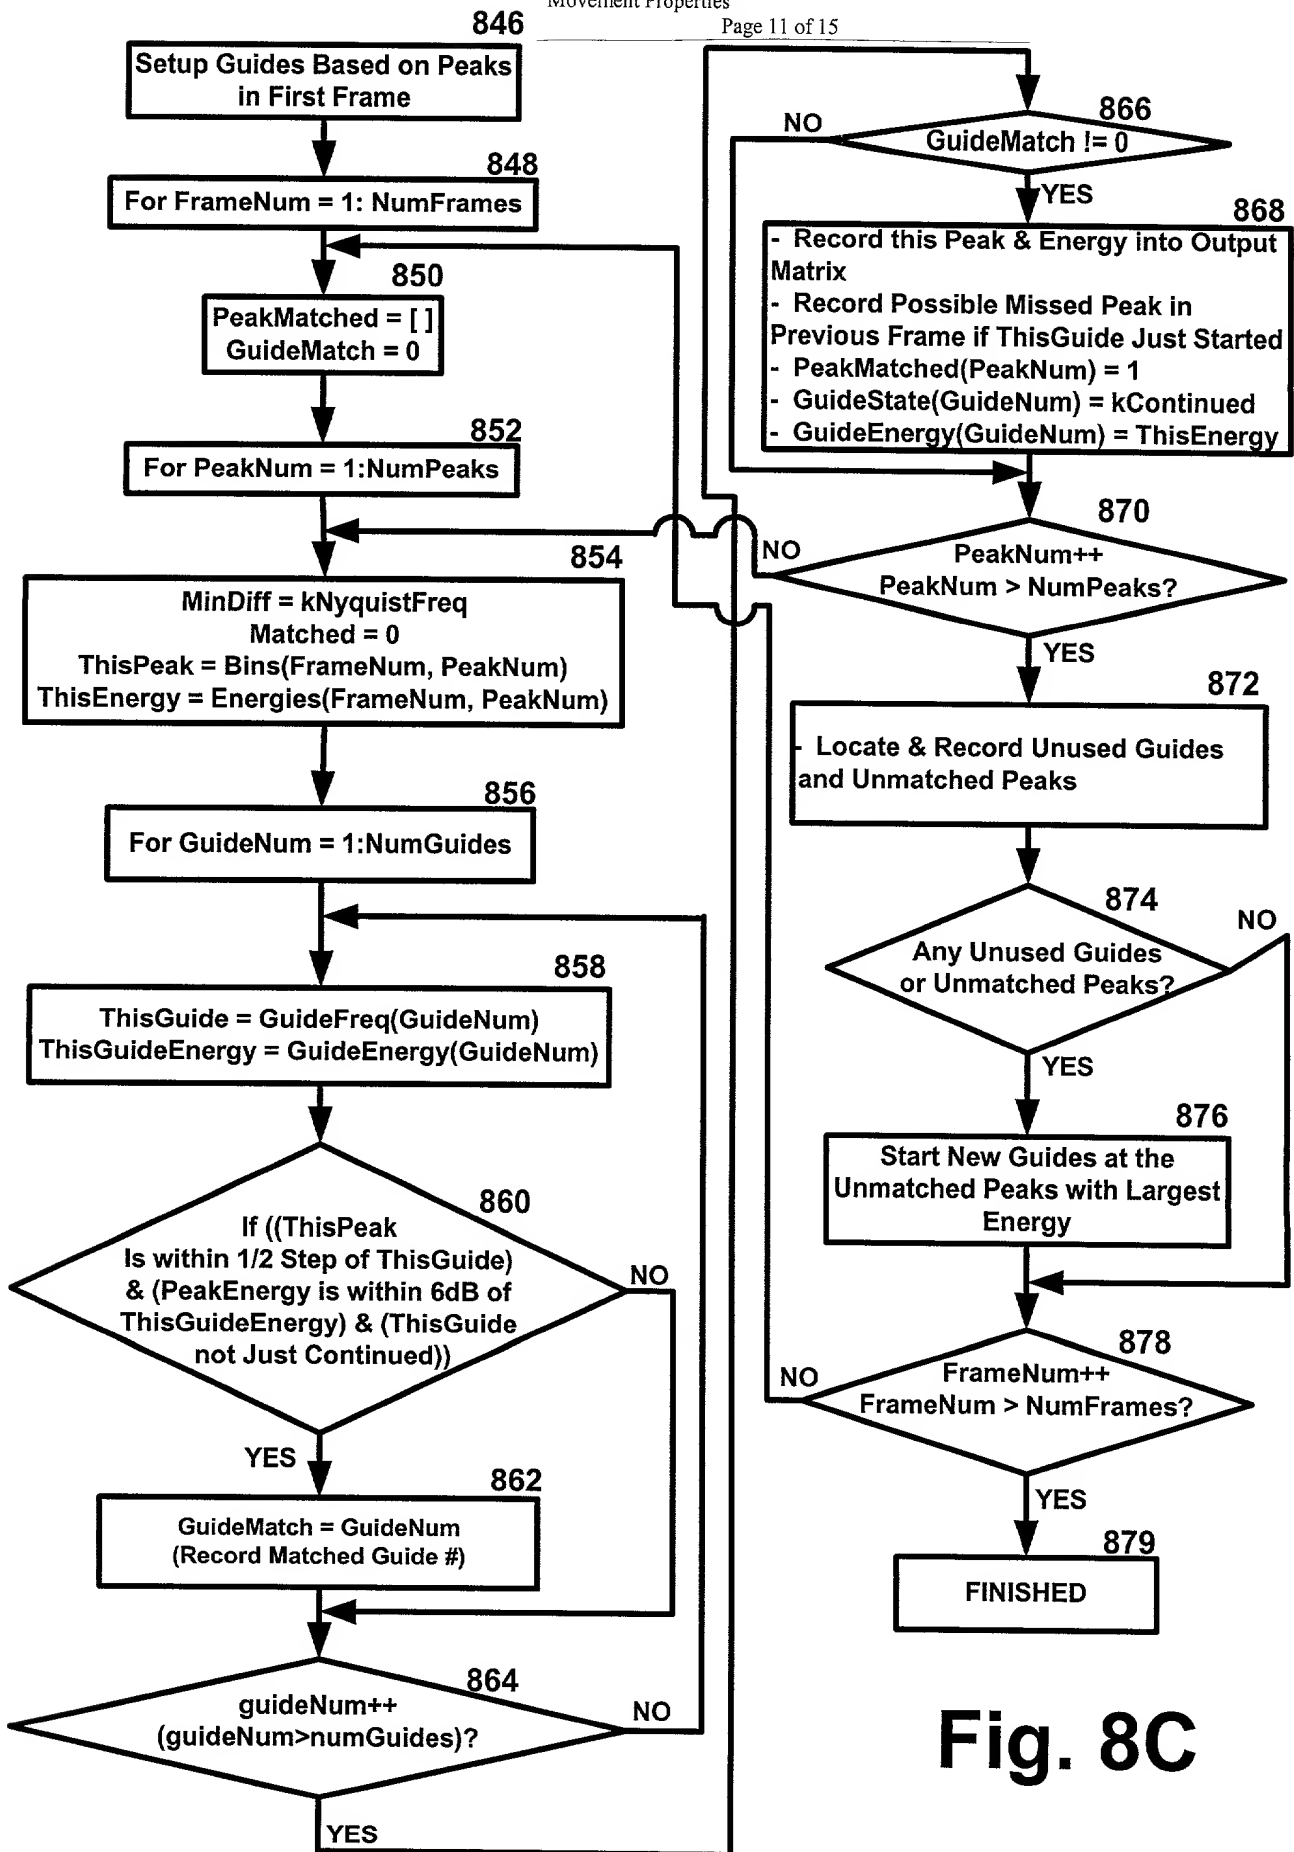 Movement Properties
Page 11 of 15
846
Setup Guides Based on Peaks
in First Frame
848
For FrameNum = 1: NumFrames
850
PeakMatched = [ ]
GuideMatch = 0
852
For PeakNum = 1:NumPeaks
854
MinDiff = kNyquistFreq
Matched = 0
ThisPeak = Bins(FrameNum, PeakNum)
ThisEnergy = Energies(FrameNum, PeakNum)
856
For GuideNum = 1:NumGuides
858
ThisGuide = GuideFreq(GuideNum)
ThisGuideEnergy = GuideEnergy(GuideNum)
860
If ((ThisPeak
Is within 1/2 Step of ThisGuide)
& (PeakEnergy is within 6dB of
ThisGuideEnergy) & (ThisGuide
not Just Continued))
NO
YES
862
GuideMatch = GuideNum
(Record Matched Guide #)
864
guideNum++
(guideNum>numGuides)?
NO
YES
866
GuideMatch != 0
NO
YES
868
- Record this Peak & Energy into Output
Matrix
- Record Possible Missed Peak in
Previous Frame if ThisGuide Just Started
- PeakMatched(PeakNum) = 1
- GuideState(GuideNum) = kContinued
- GuideEnergy(GuideNum) = ThisEnergy
870
PeakNum++
PeakNum > NumPeaks?
NO
YES
872
- Locate & Record Unused Guides
and Unmatched Peaks
874
Any Unused Guides
or Unmatched Peaks?
NO
YES
876
Start New Guides at the
Unmatched Peaks with Largest
Energy
878
FrameNum++
FrameNum > NumFrames?
NO
YES
879
FINISHED
Fig. 8C